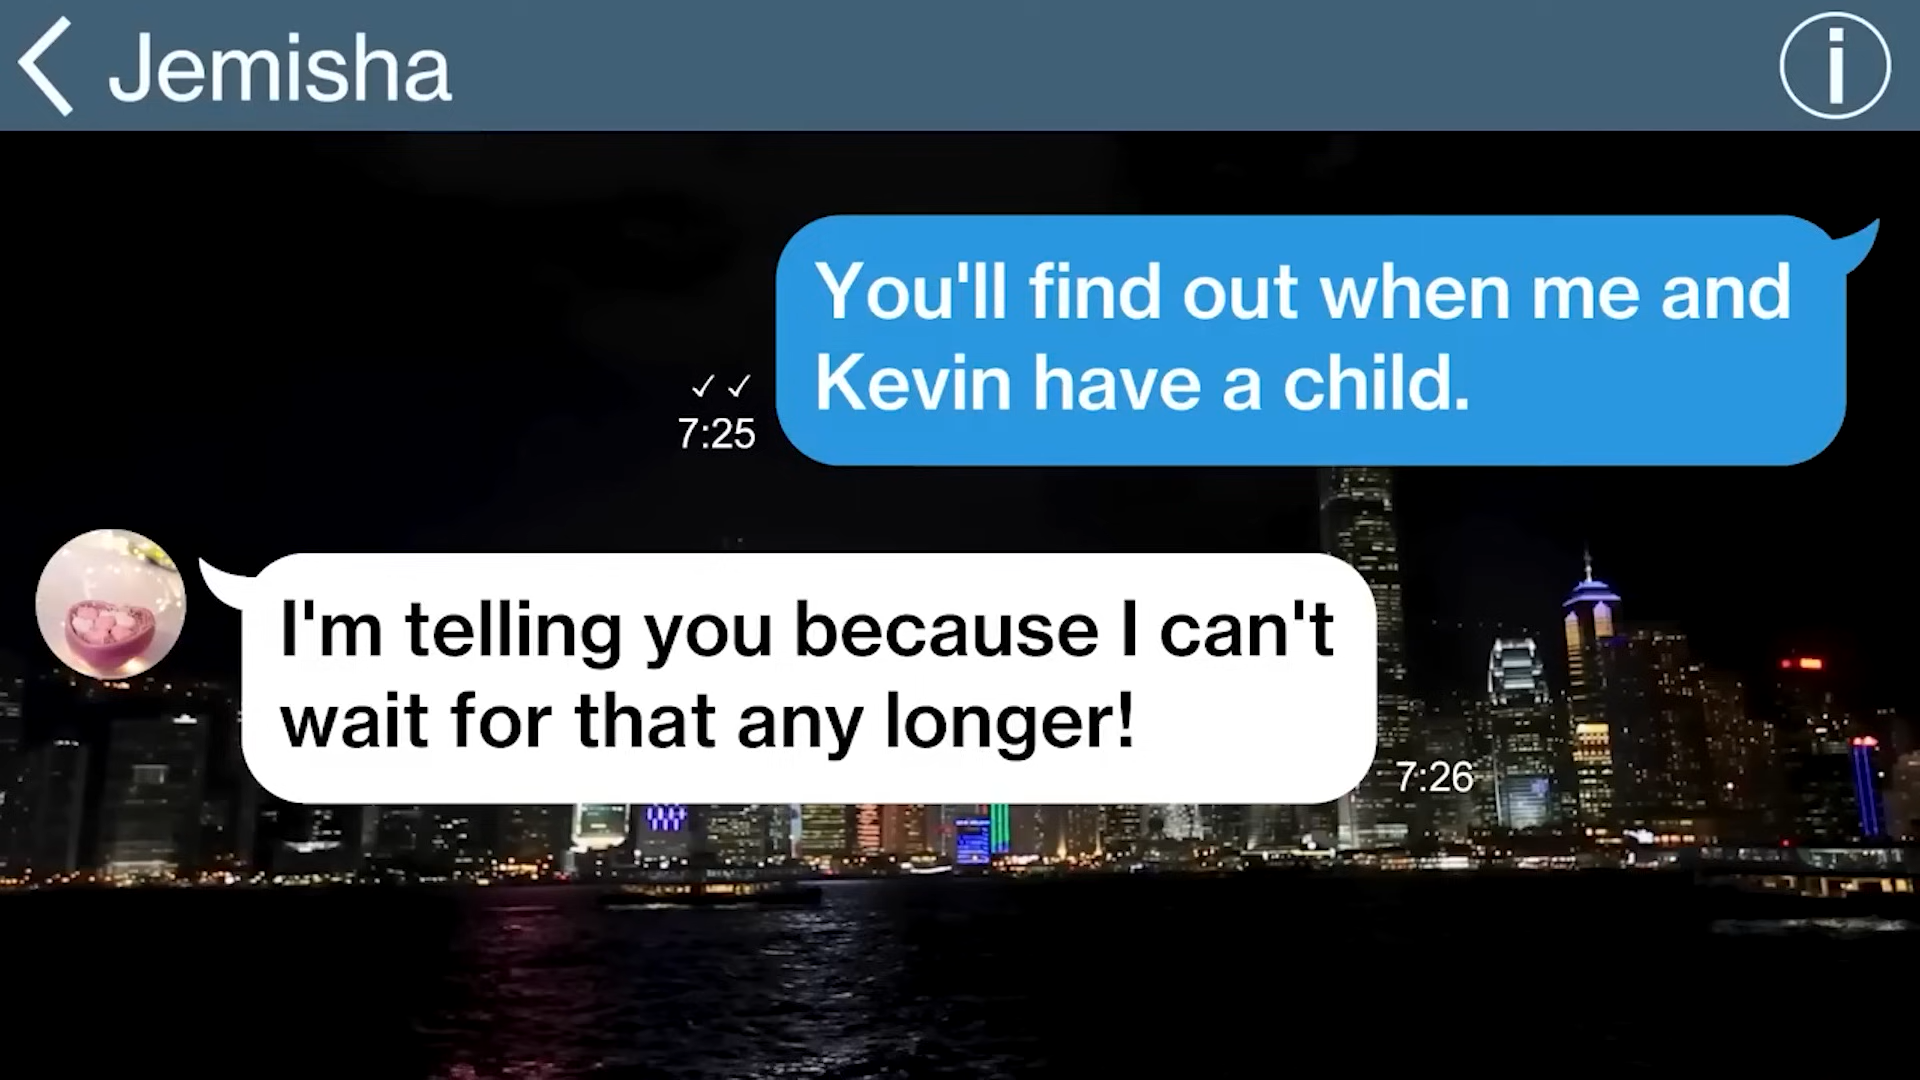 Jemisha
You'll find out when me and
Kevin have a child.
7:25
I'm telling you because I can't
wait for that any longer!
7:26